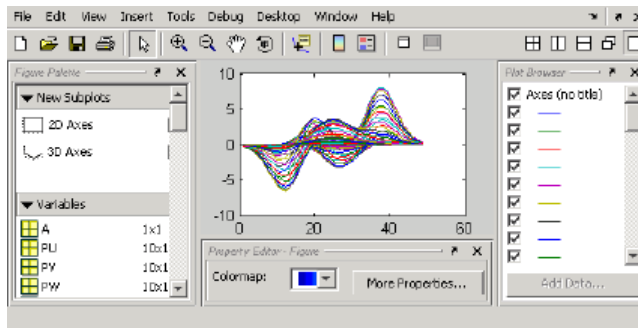 File Edit View Insert Tools Debug Desktop Window Help
Figure Palette
New Subplots
2D Axes
3D Axes
Variables
A 1x1
PU 10x1
PV 10x1
PW 10x1
10
5
0
-5
-10
0 20 40 60
Property Editor - Figure
Colormap:
More Properties...
Plot Browser
Axes (no title)
Add Data...